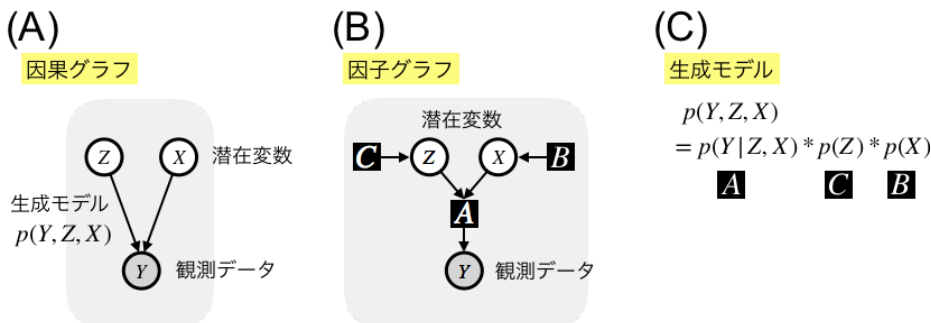 (A)
因果グラフ
Z
X
潜在変数
生成モデル
p(Y, Z, X)
Y
観測データ
(B)
因子グラフ
潜在変数
C
Z
X
B
A
Y
観測データ
(C)
生成モデル
p(Y, Z, X)
= p(Y|Z, X) * p(Z) * p(X)
A
C
B